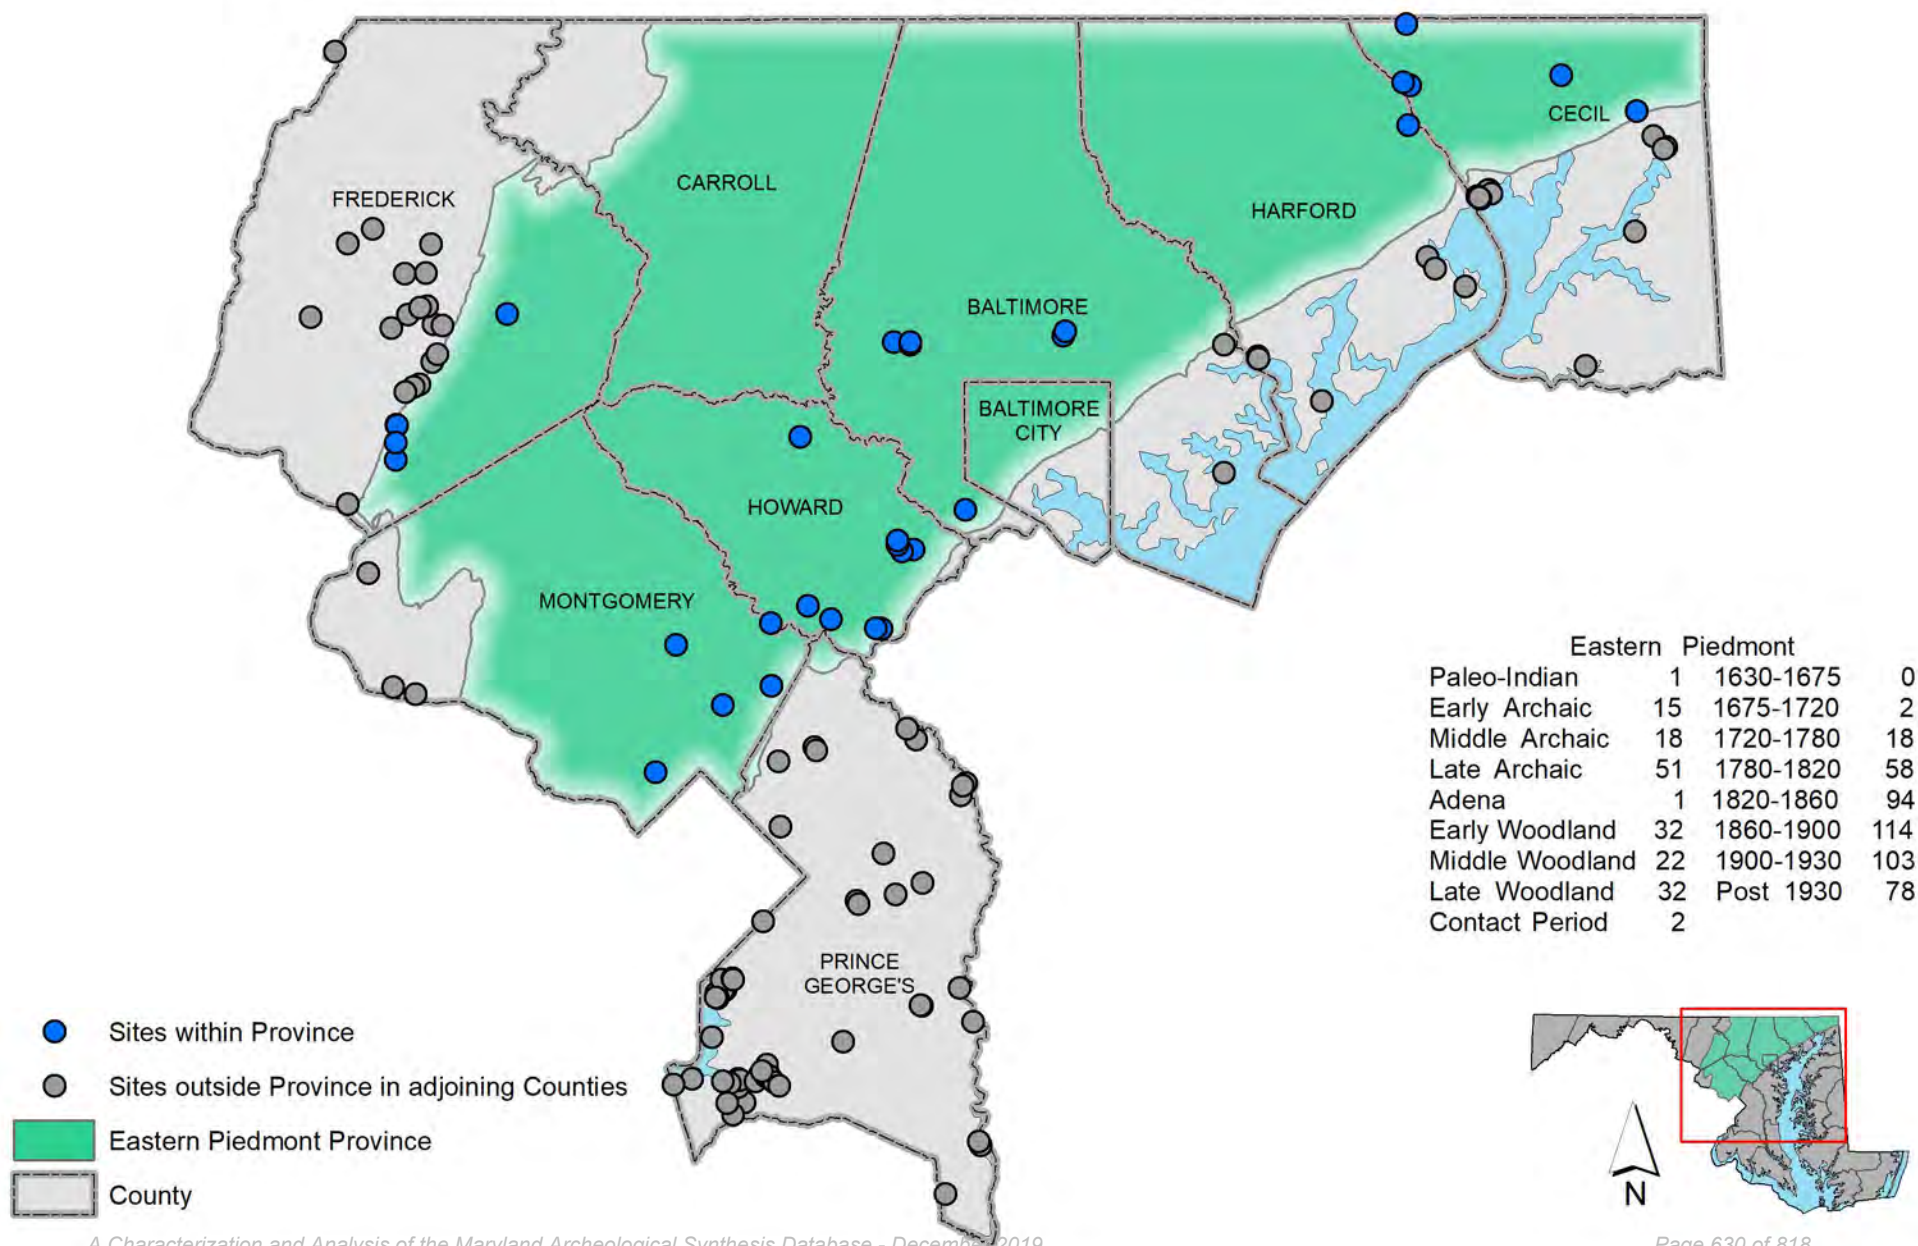 CECIL
CARROLL
FREDERICK
HARFORD
BALTIMORE
BALTIMORE
CITY
HOWARD
MONTGOMERY
Eastern Piedmont
Paleo-Indian 1 1630-1675 0
Early Archaic 15 1675-1720 2
Middle Archaic 18 1720-1780 18
Late Archaic 51 1780-1820 58
Adena 1 1820-1860 94
Early Woodland 32 1860-1900 114
Middle Woodland 22 1900-1930 103
Late Woodland 32 Post 1930 78
Contact Period 2
PRINCE
GEORGE'S
Sites within Province
Sites outside Province in adjoining Counties
Eastern Piedmont Province
County
N
A Characterization and Analysis of the Maryland Archeological Synthesis Database - December 2019
Page 630 of 818